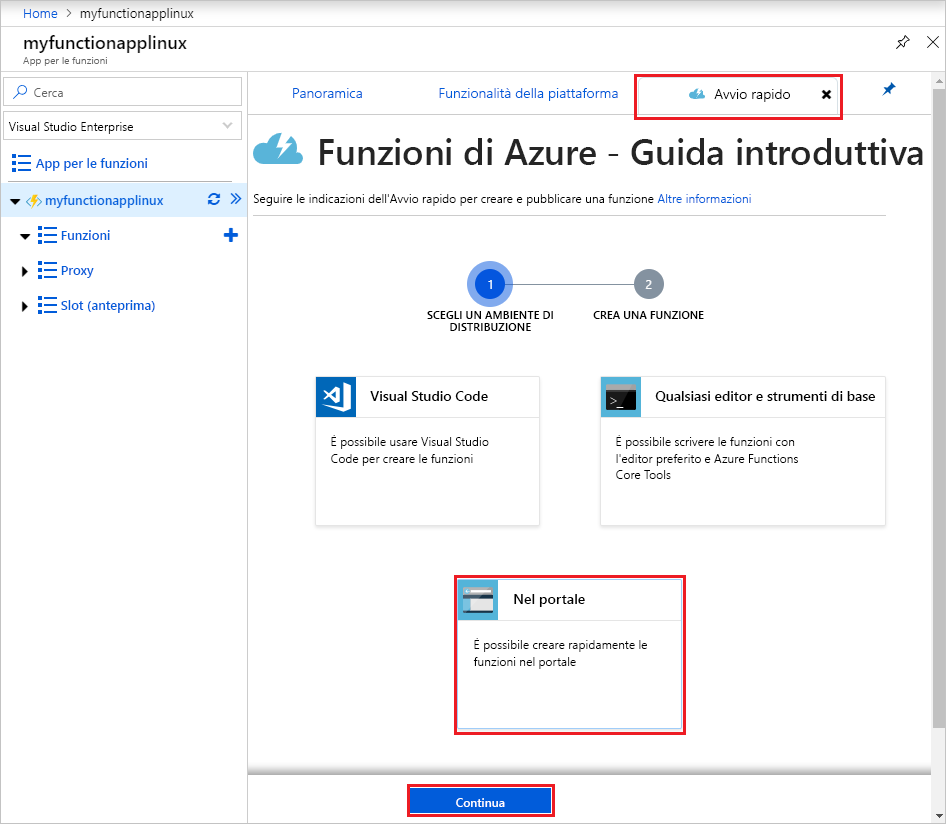 Home > myfunctionapplinux
myfunctionapplinux
App per le funzioni
Cerca
Visual Studio Enterprise
App per le funzioni
myfunctionapplinux
Funzioni
Proxy
Slot (anteprima)
Panoramica
Funzionalità della piattaforma
Avvio rapido
Funzioni di Azure - Guida introduttiva
Seguire le indicazioni dell'Avvio rapido per creare e pubblicare una funzione Altre informazioni
1
2
SCEGLI UN AMBIENTE DI
DISTRIBUZIONE
CREA UNA FUNZIONE
Visual Studio Code
É possibile usare Visual Studio
Code per creare le funzioni
>_
Qualsiasi editor e strumenti di base
É possibile scrivere le funzioni con
l'editor preferito e Azure Functions
Core Tools
Nel portale
É possibile creare rapidamente le
funzioni nel portale
Continua